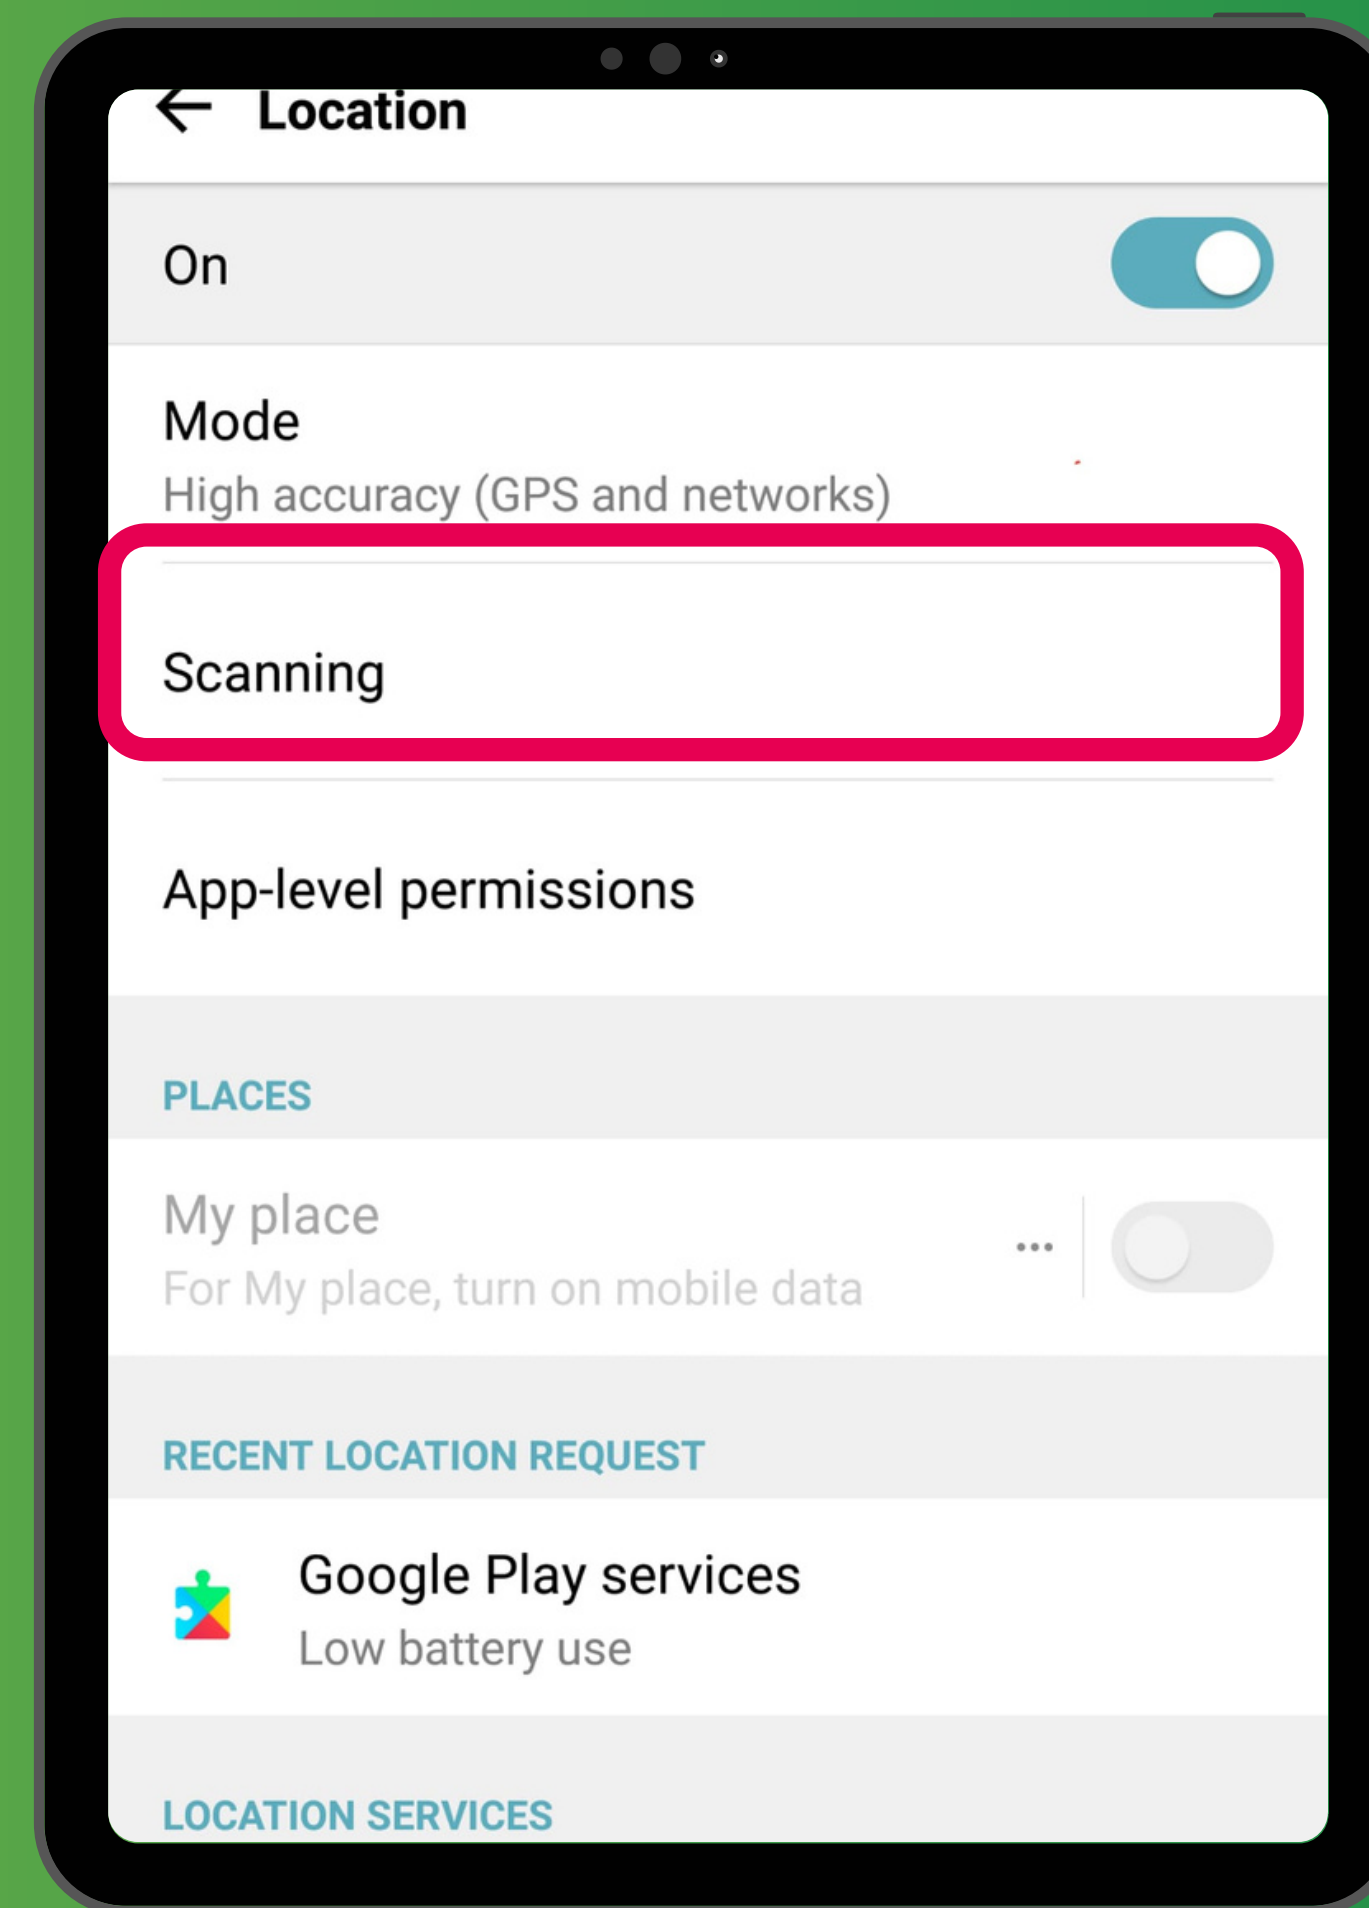 Location
On
Mode
High accuracy (GPS and networks)
Scanning
App-level permissions
PLACES
My place
For My place, turn on mobile data
RECENT LOCATION REQUEST
Google Play services
Low battery use
LOCATION SERVICES